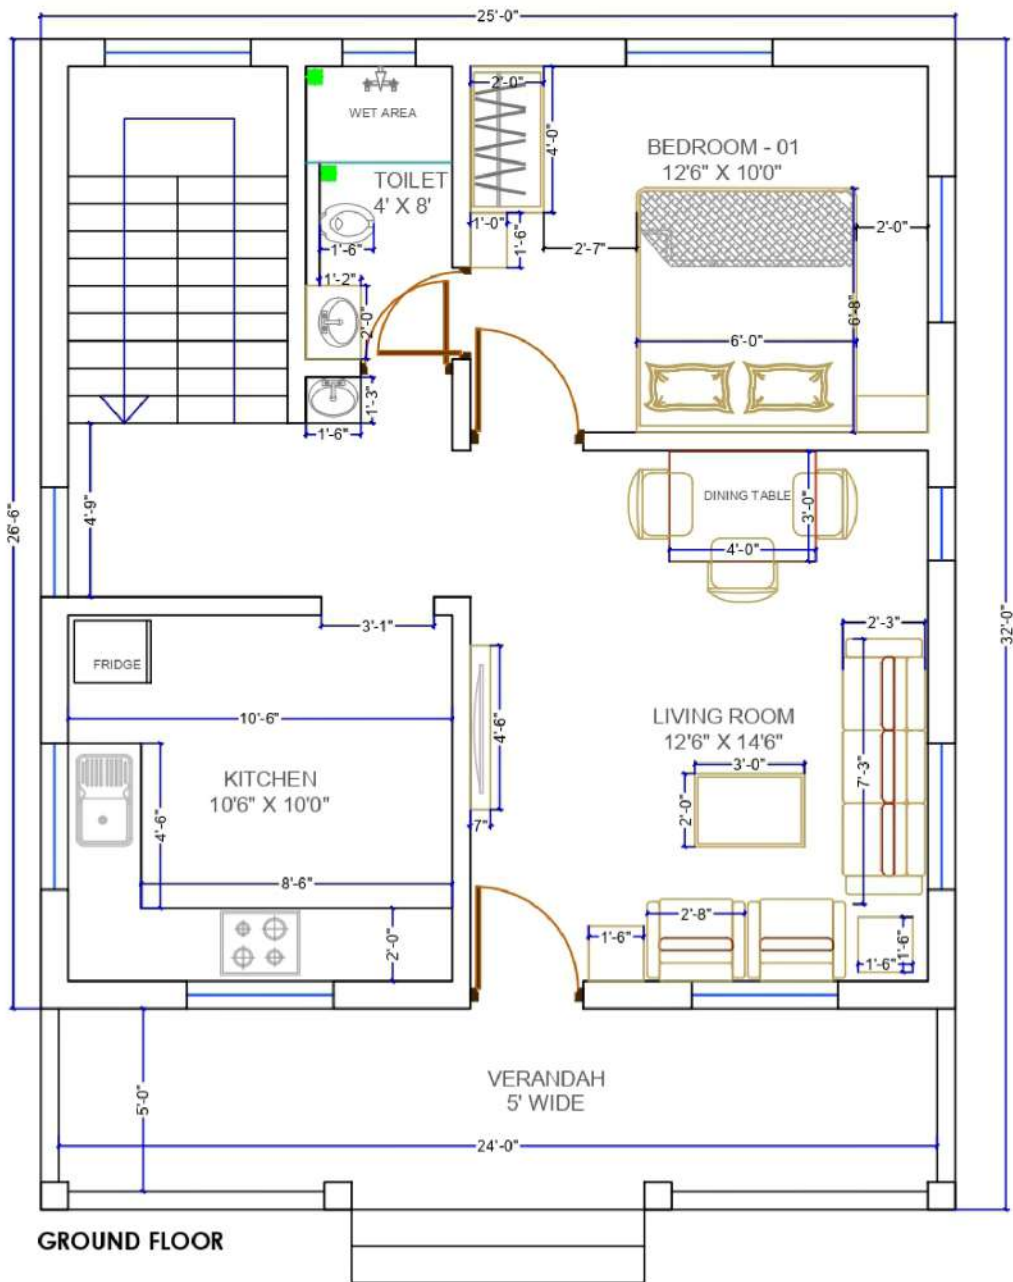 25'-0"
WET AREA
2'-0"
4'-0"
BEDROOM - 01
12'6" X 10'0"
TOILET
4' X 8'
1'-6"
1'-0"
1'-6"
2'-7"
2'-0"
1'-2"
2'-0"
6'-8"
6'-0"
1'-3"
1'-6"
4'-9"
26'-6"
DINING TABLE
3'-0"
4'-0"
3'-1"
2'-3"
32'-0"
FRIDGE
10'-6"
4'-6"
LIVING ROOM
12'6" X 14'6"
3'-0"
7'-3"
KITCHEN
10'6" X 10'0"
2'-0"
4'-6"
7"
8'-6"
2'-8"
1'-6"
2'-0"
1'-6"
1'-6"
VERANDAH
5' WIDE
5'-0"
24'-0"
GROUND FLOOR